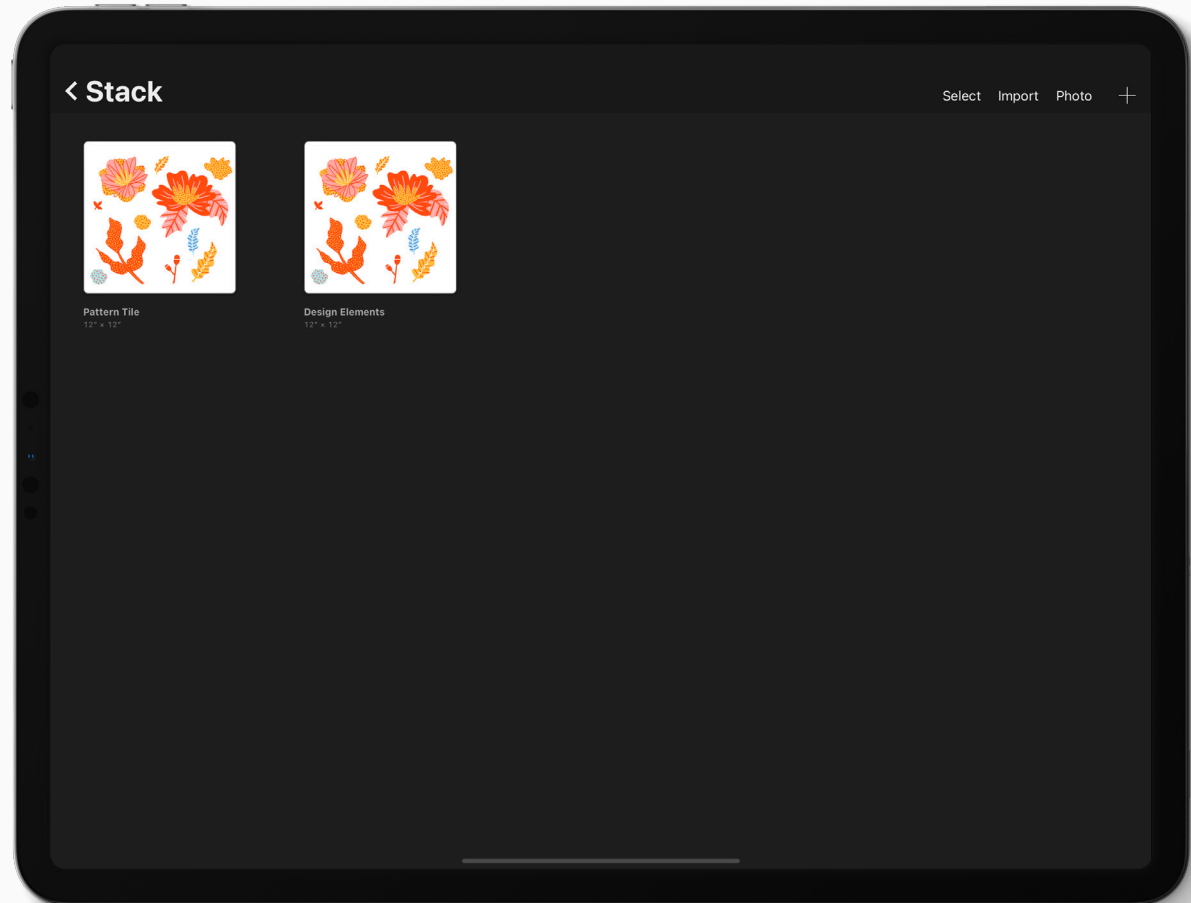 Stack
Select Import Photo
Pattern Tile
12" × 12"
Design Elements
12" × 12"